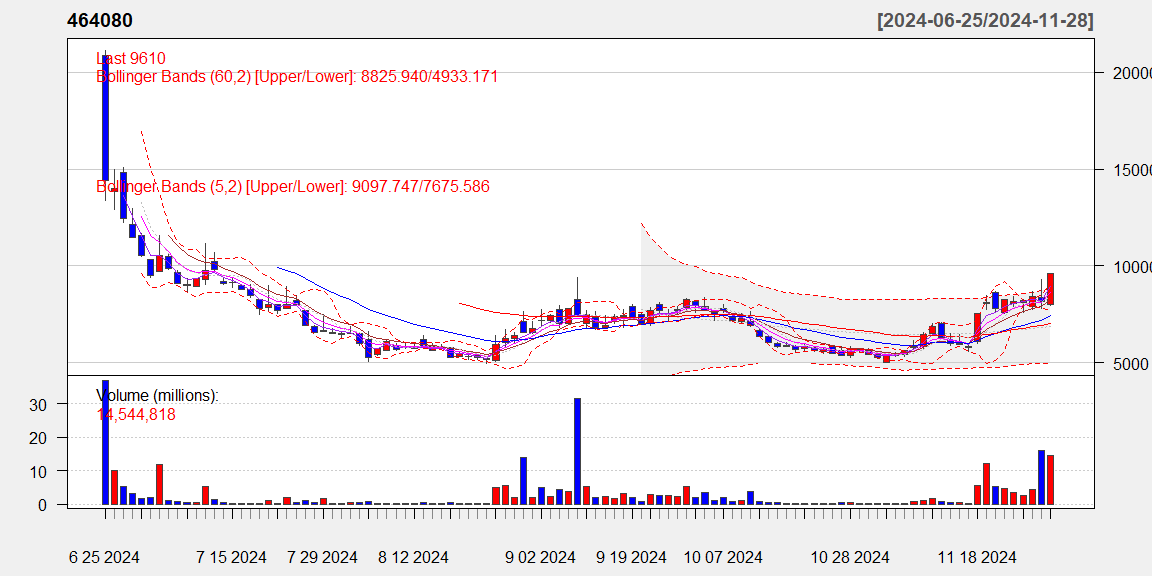 464080 [2024-06-25/2024-11-28]
Last 9610
Bollinger Bands (60,2) [Upper/Lower]: 8825.940/4933.171
20000
15000
Bollinger Bands (5,2) [Upper/Lower]: 9097.747/7675.586
10000
5000
Volume (millions):
14,544,818
30
20
10
0
6 25 2024 7 15 2024 7 29 2024 8 12 2024 9 02 2024 9 19 2024 10 07 2024 10 28 2024 11 18 2024